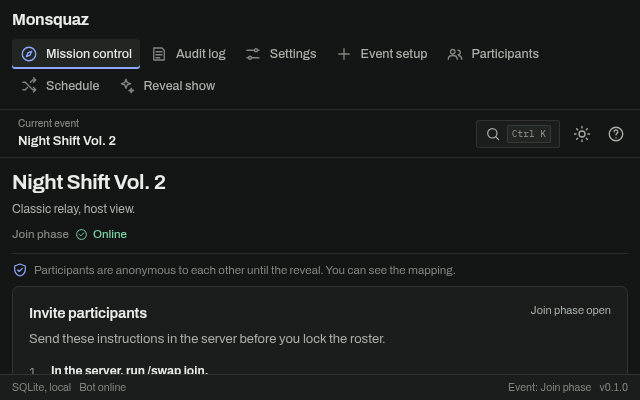 Monsquaz
Mission control
Audit log
Settings
Event setup
Participants
Schedule
Reveal show
Current event
Night Shift Vol. 2
Ctrl K
Night Shift Vol. 2
Classic relay, host view.
Join phase
Online
Participants are anonymous to each other until the reveal. You can see the mapping.
Invite participants
Join phase open
Send these instructions in the server before you lock the roster.
1 In the server, run /swap join.
SQLite, local Bot online
Event: Join phase v0.1.0